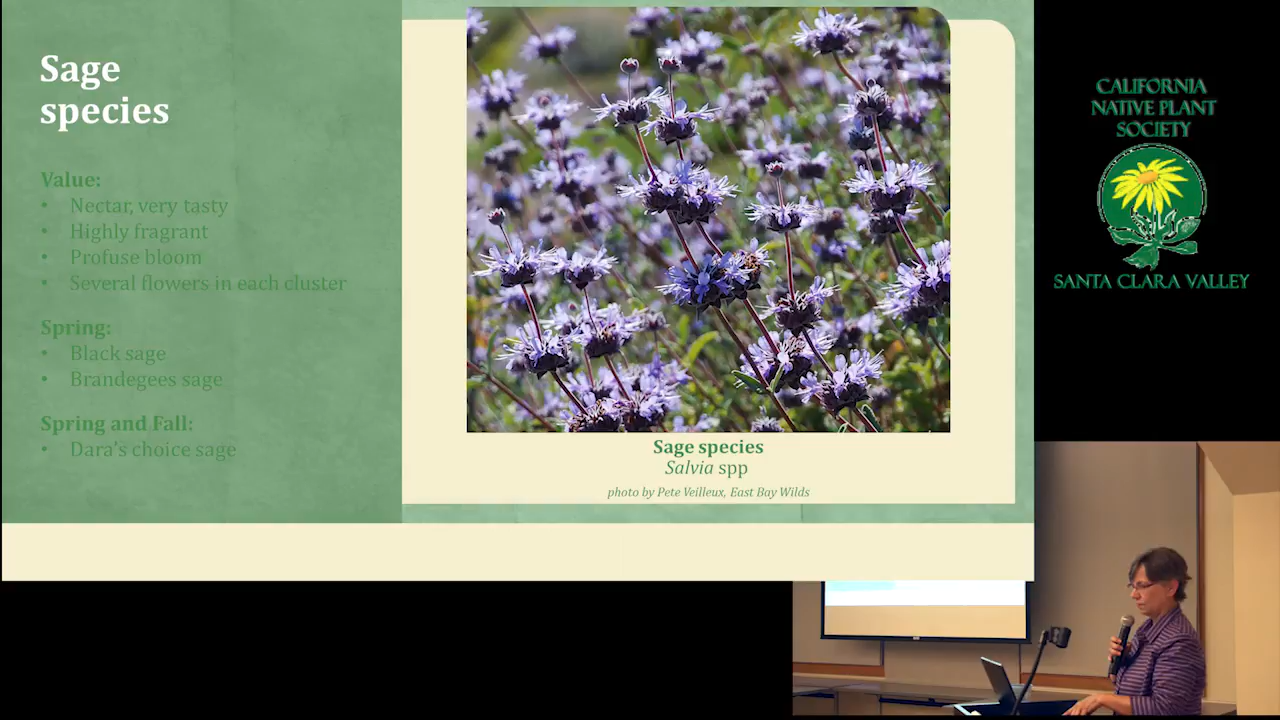 Sage
species
Value:
• Nectar, very tasty
• Highly fragrant
• Profuse bloom
• Several flowers in each cluster
Spring:
• Black sage
• Brandegees sage
Spring and Fall:
• Dara's choice sage
Sage species
Salvia spp
photo by Pete Veilleux, East Bay Wilds
CALIFORNIA
NATIVE PLANT
SOCIETY
SANTA CLARA VALLEY